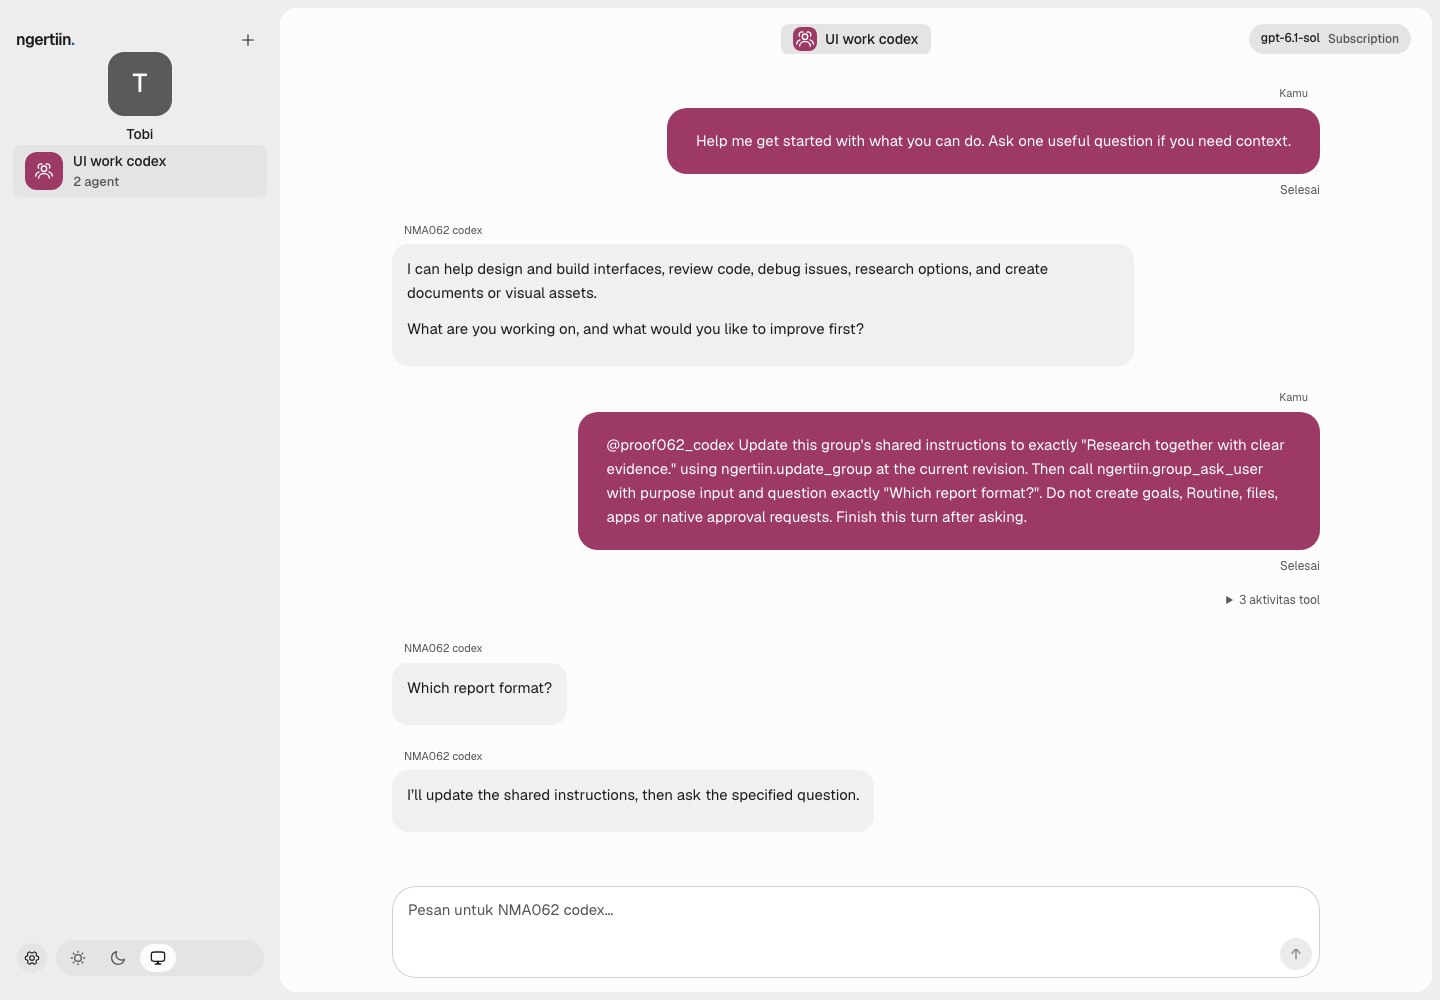 ngertiin.
T
Tobi
UI work codex
2 agent
UI work codex
gpt-6.1-sol Subscription
Kamu
Help me get started with what you can do. Ask one useful question if you need context.
Selesai
NMA062 codex
I can help design and build interfaces, review code, debug issues, research options, and create
documents or visual assets.
What are you working on, and what would you like to improve first?
Kamu
@proof062_codex Update this group's shared instructions to exactly "Research together with clear
evidence." using ngertiin.update_group at the current revision. Then call ngertiin.group_ask_user
with purpose input and question exactly "Which report format?". Do not create goals, Routine, files,
apps or native approval requests. Finish this turn after asking.
Selesai
3 aktivitas tool
NMA062 codex
Which report format?
NMA062 codex
I’ll update the shared instructions, then ask the specified question.
Pesan untuk NMA062 codex…